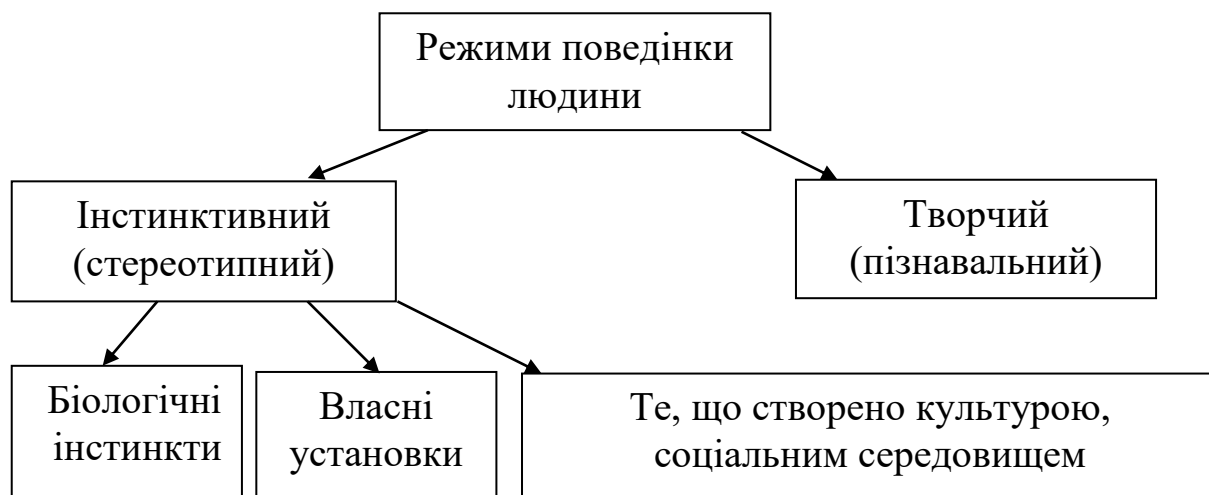 Режими поведінки
людини
Інстинктивний
(стереотипний)
Творчий
(пізнавальний)
Біологічні
інстинкти
Власні
установки
Те, що створено культурою,
соціальним середовищем